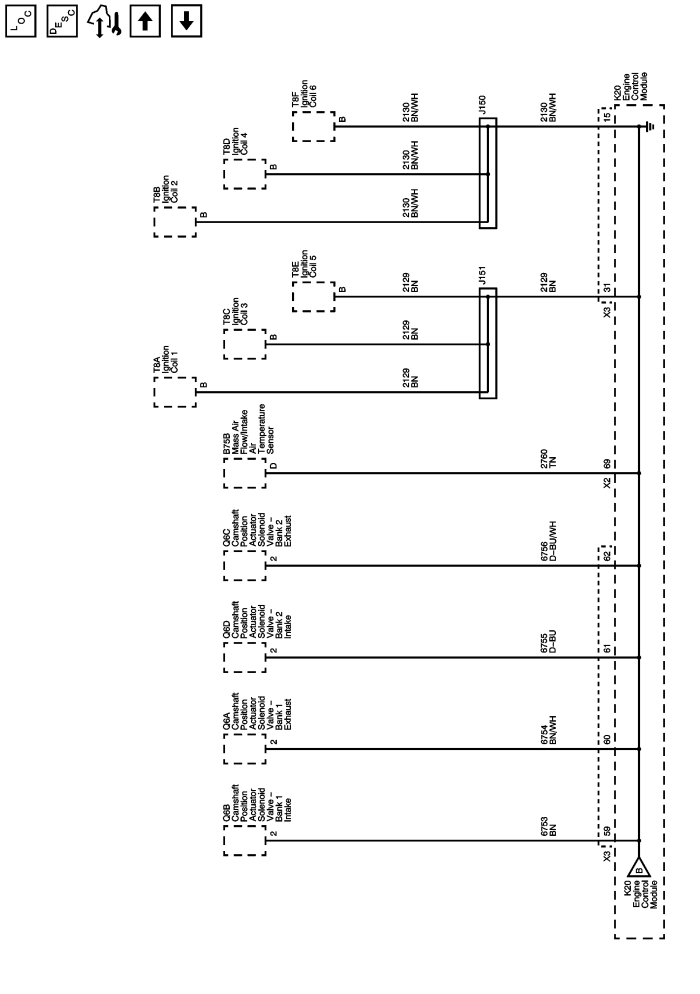 LOC
DESC
T8F
Ignition
Coil 6
B
2130
BN/WH
J150
2130
BN/WH
15
K20
Engine
Control
Module
T8D
Ignition
Coil 4
B
2130
BN/WH
T8B
Ignition
Coil 2
B
2130
BN/WH
T8E
Ignition
Coil 5
B
2129
BN
J151
2129
BN
31
X3
T8C
Ignition
Coil 3
B
2129
BN
T8A
Ignition
Coil 1
B
2129
BN
B75B
Mass Air
Flow/Intake
Air
Temperature
Sensor
D
2760
TN
69
X2
Q6C
Camshaft
Position
Actuator
Solenoid
Valve –
Bank 2
Exhaust
2
6756
D–BU/WH
62
Q6D
Camshaft
Position
Actuator
Solenoid
Valve –
Bank 2
Intake
2
6755
D–BU
61
Q6A
Camshaft
Position
Actuator
Solenoid
Valve –
Bank 1
Exhaust
2
6754
BN/WH
60
Q6B
Camshaft
Position
Actuator
Solenoid
Valve –
Bank 1
Intake
2
6753
BN
59
X3
B
K20
Engine
Control
Module